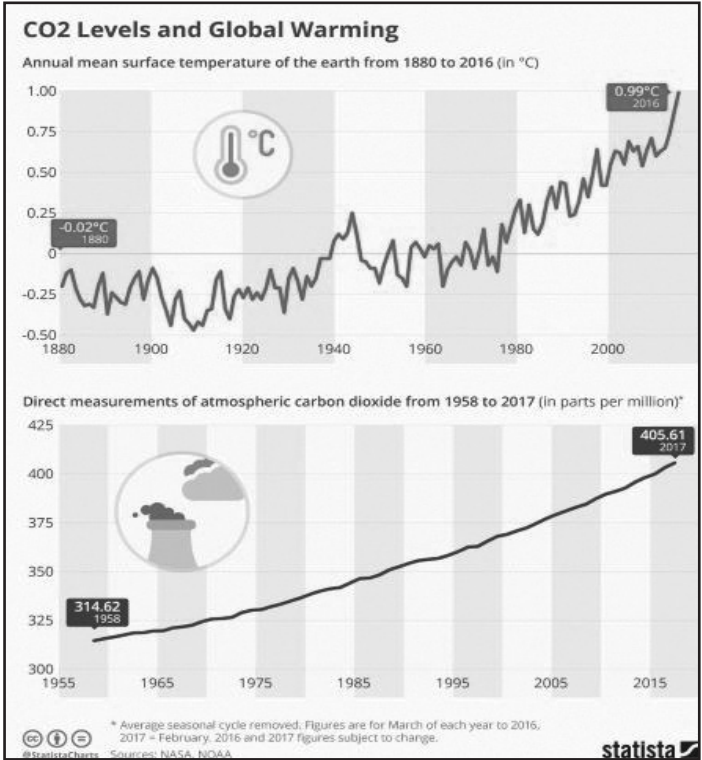 CO2 Levels and Global Warming
Annual mean surface temperature of the earth from 1880 to 2016 (in °C)
1.00
0.99°C
2016
0.75
°C
0.50
0.25
-0.02°C
1880
0
-0.25
-0.50
1880 1900 1920 1940 1960 1980 2000
Direct measurements of atmospheric carbon dioxide from 1958 to 2017 (in parts per million)*
425
405.61
2017
400
375
350
314.62
1958
325
300
1955 1965 1975 1985 1995 2005 2015
* Average seasonal cycle removed. Figures are for March of each year to 2016,
2017 = February. 2016 and 2017 figures subject to change.
@StatistaCharts Sources: NASA, NOAA
statista